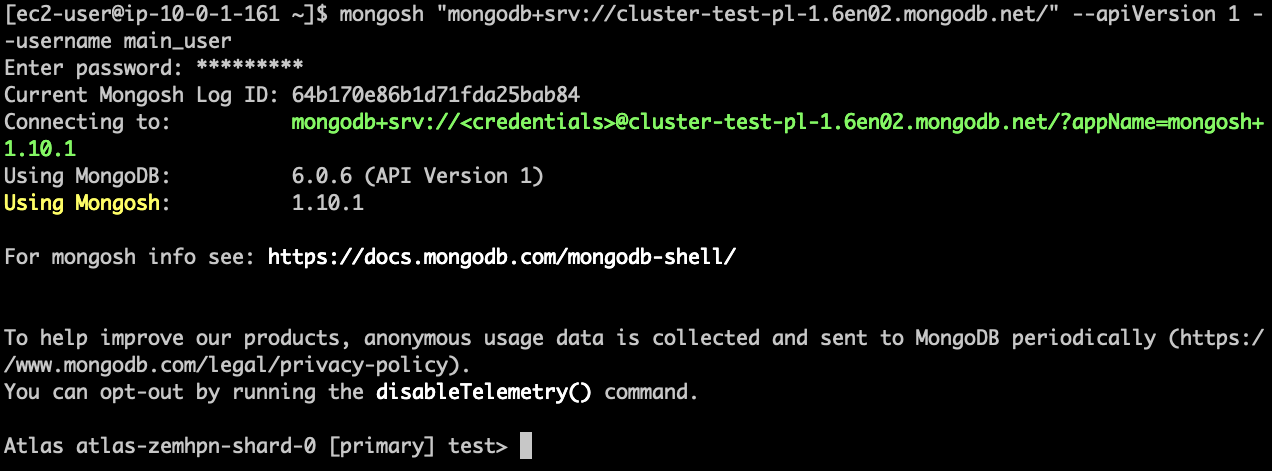 [ec2-user@ip-10-0-1-161 ~]$ mongosh "mongodb+srv://cluster-test-pl-1.6en02.mongodb.net/" --apiVersion 1 -
-username main_user
Enter password: *********
Current Mongosh Log ID: 64b170e86b1d71fda25bab84
Connecting to:          mongodb+srv://<credentials>@cluster-test-pl-1.6en02.mongodb.net/?appName=mongosh+
1.10.1
Using MongoDB:          6.0.6 (API Version 1)
Using Mongosh:          1.10.1
For mongosh info see: https://docs.mongodb.com/mongodb-shell/
To help improve our products, anonymous usage data is collected and sent to MongoDB periodically (https:/
/www.mongodb.com/legal/privacy-policy).
You can opt-out by running the disableTelemetry() command.
Atlas atlas-zemhpn-shard-0 [primary] test>